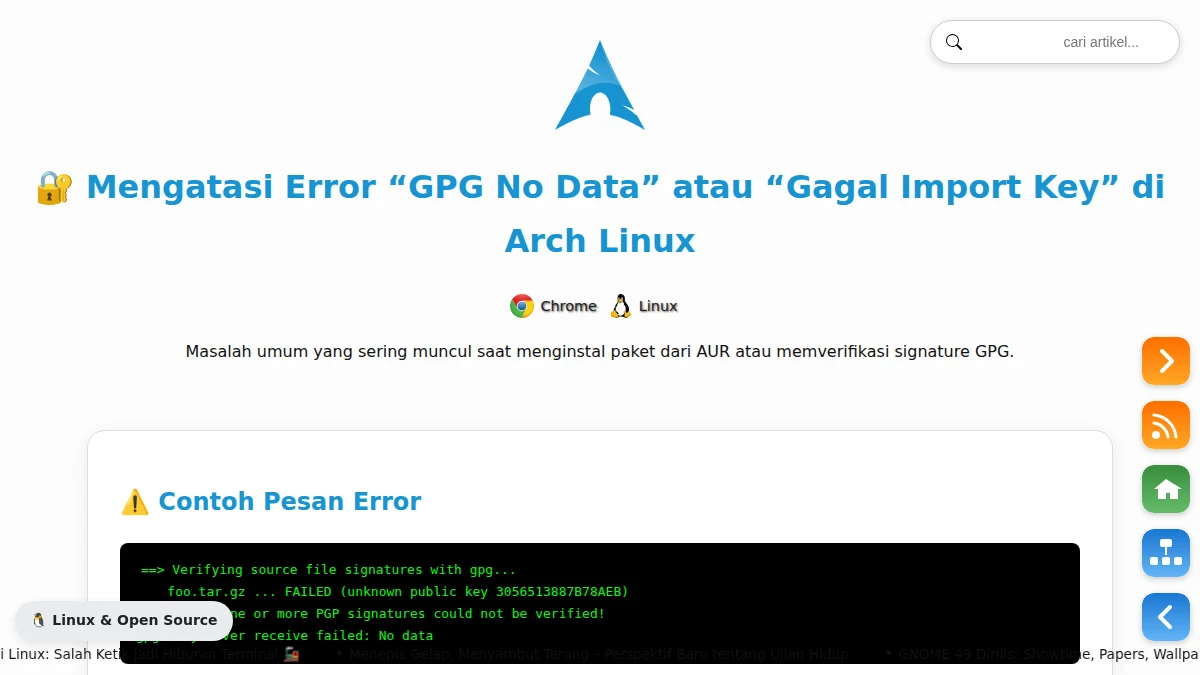 cari artikel...
🔐 Mengatasi Error “GPG No Data” atau “Gagal Import Key” di
Arch Linux
Chrome Linux
Masalah umum yang sering muncul saat menginstal paket dari AUR atau memverifikasi signature GPG.
⚠️ Contoh Pesan Error
==> Verifying source file signatures with gpg...
foo.tar.gz ... FAILED (unknown public key 3056513887B78AEB)
ne or more PGP signatures could not be verified!
ver receive failed: No data
🐧 Linux & Open Source
i Linux: Salah Ketik Jadi Hiburan Terminal 🚂 • Menepis Gelap, Menyambut Terang – Perspektif Baru tentang Ujian Hidup • GNOME 49 Dirilis: Showtime, Papers, Wallpa